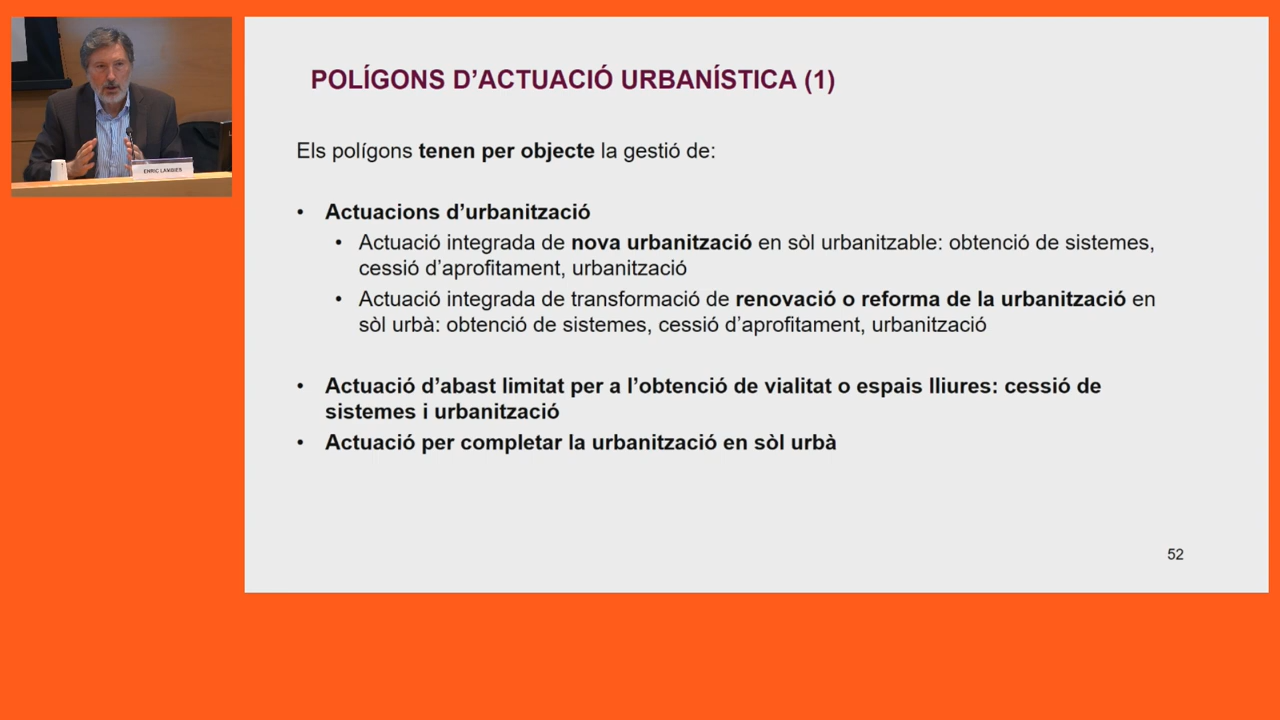 POLÍGONS D’ACTUACIÓ URBANÍSTICA (1)
Els polígons tenen per objecte la gestió de:
• Actuacions d’urbanització
• Actuació integrada de nova urbanització en sòl urbanitzable: obtenció de sistemes,
cessió d’aprofitament, urbanització
• Actuació integrada de transformació de renovació o reforma de la urbanització en
sòl urbà: obtenció de sistemes, cessió d’aprofitament, urbanització
• Actuació d’abast limitat per a l’obtenció de vialitat o espais lliures: cessió de
sistemes i urbanització
• Actuació per completar la urbanització en sòl urbà
52
ENRIC LAMBIES